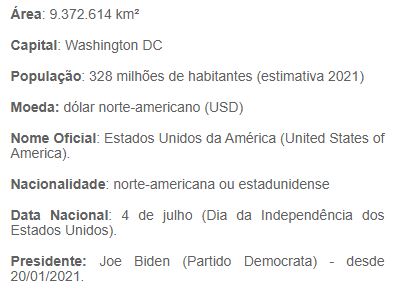 Área: 9.372.614 km²
Capital: Washington DC
População: 328 milhões de habitantes (estimativa 2021)
Moeda: dólar norte-americano (USD)
Nome Oficial: Estados Unidos da América (United States of
America).
Nacionalidade: norte-americana ou estadunidense
Data Nacional: 4 de julho (Dia da Independência dos
Estados Unidos).
Presidente: Joe Biden (Partido Democrata) - desde
20/01/2021.